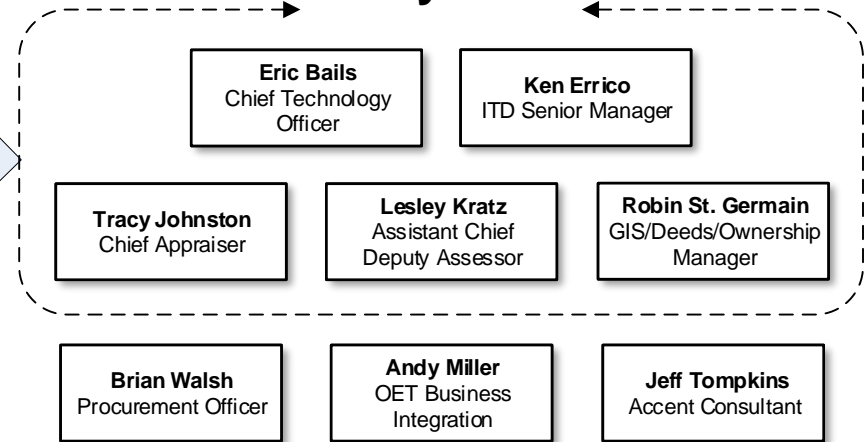 Eric Bails
Chief Technology
Officer
Ken Errico
ITD Senior Manager
Tracy Johnston
Chief Appraiser
Lesley Kratz
Assistant Chief
Deputy Assessor
Robin St. Germain
GIS/Deeds/Ownership
Manager
Brian Walsh
Procurement Officer
Andy Miller
OET Business
Integration
Jeff Tompkins
Accent Consultant